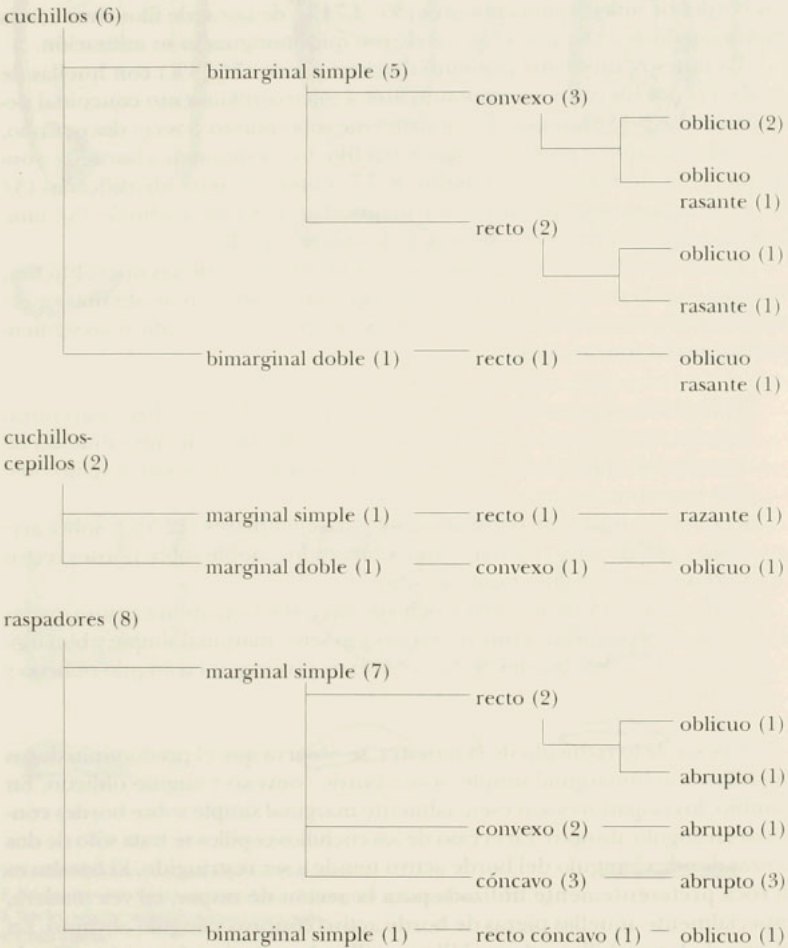 cuchillos (6)
bimarginal simple (5)
convexo (3)
oblicuo (2)
oblicuo
rasante (1)
recto (2)
oblicuo (1)
rasante (1)
bimarginal doble (1) recto (1) oblicuo
rasante (1)
cuchillos-
cepillos (2)
marginal simple (1) recto (1) razante (1)
marginal doble (1) convexo (1) oblicuo (1)
raspadores (8)
marginal simple (7)
recto (2)
oblicuo (1)
abrupto (1)
convexo (2) abrupto (1)
cóncavo (3) abrupto (3)
bimarginal simple (1) recto cóncavo (1) oblicuo (1)